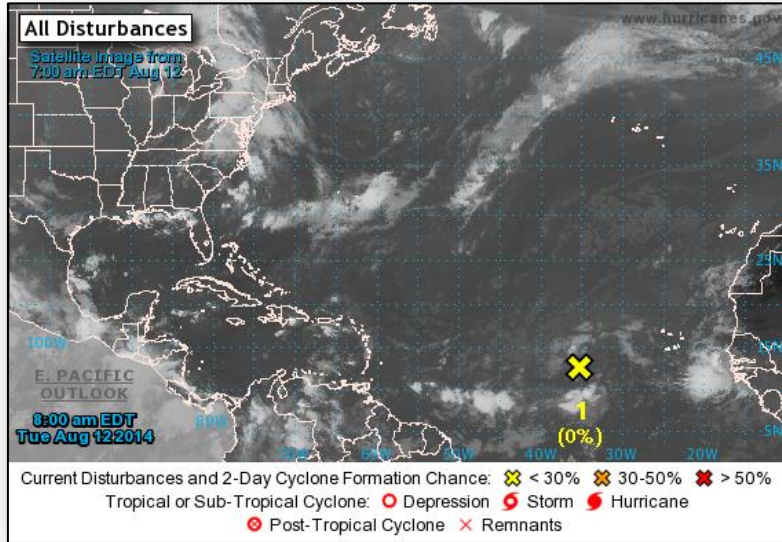 All Disturbances
www.hurricanes.gov
Satellite Image from
7:00 am EDT Aug 12
45N
35N
25N
15N
5N
100W
E. PACIFIC
OUTLOOK
8:00 am EDT
Tue Aug 12 2014
80W
70W
60W
40W
30W
20W
1
(0%)
Current Disturbances and 2-Day Cyclone Formation Chance: < 30% 30-50% > 50%
Tropical or Sub-Tropical Cyclone: Depression Storm Hurricane
Post-Tropical Cyclone Remnants